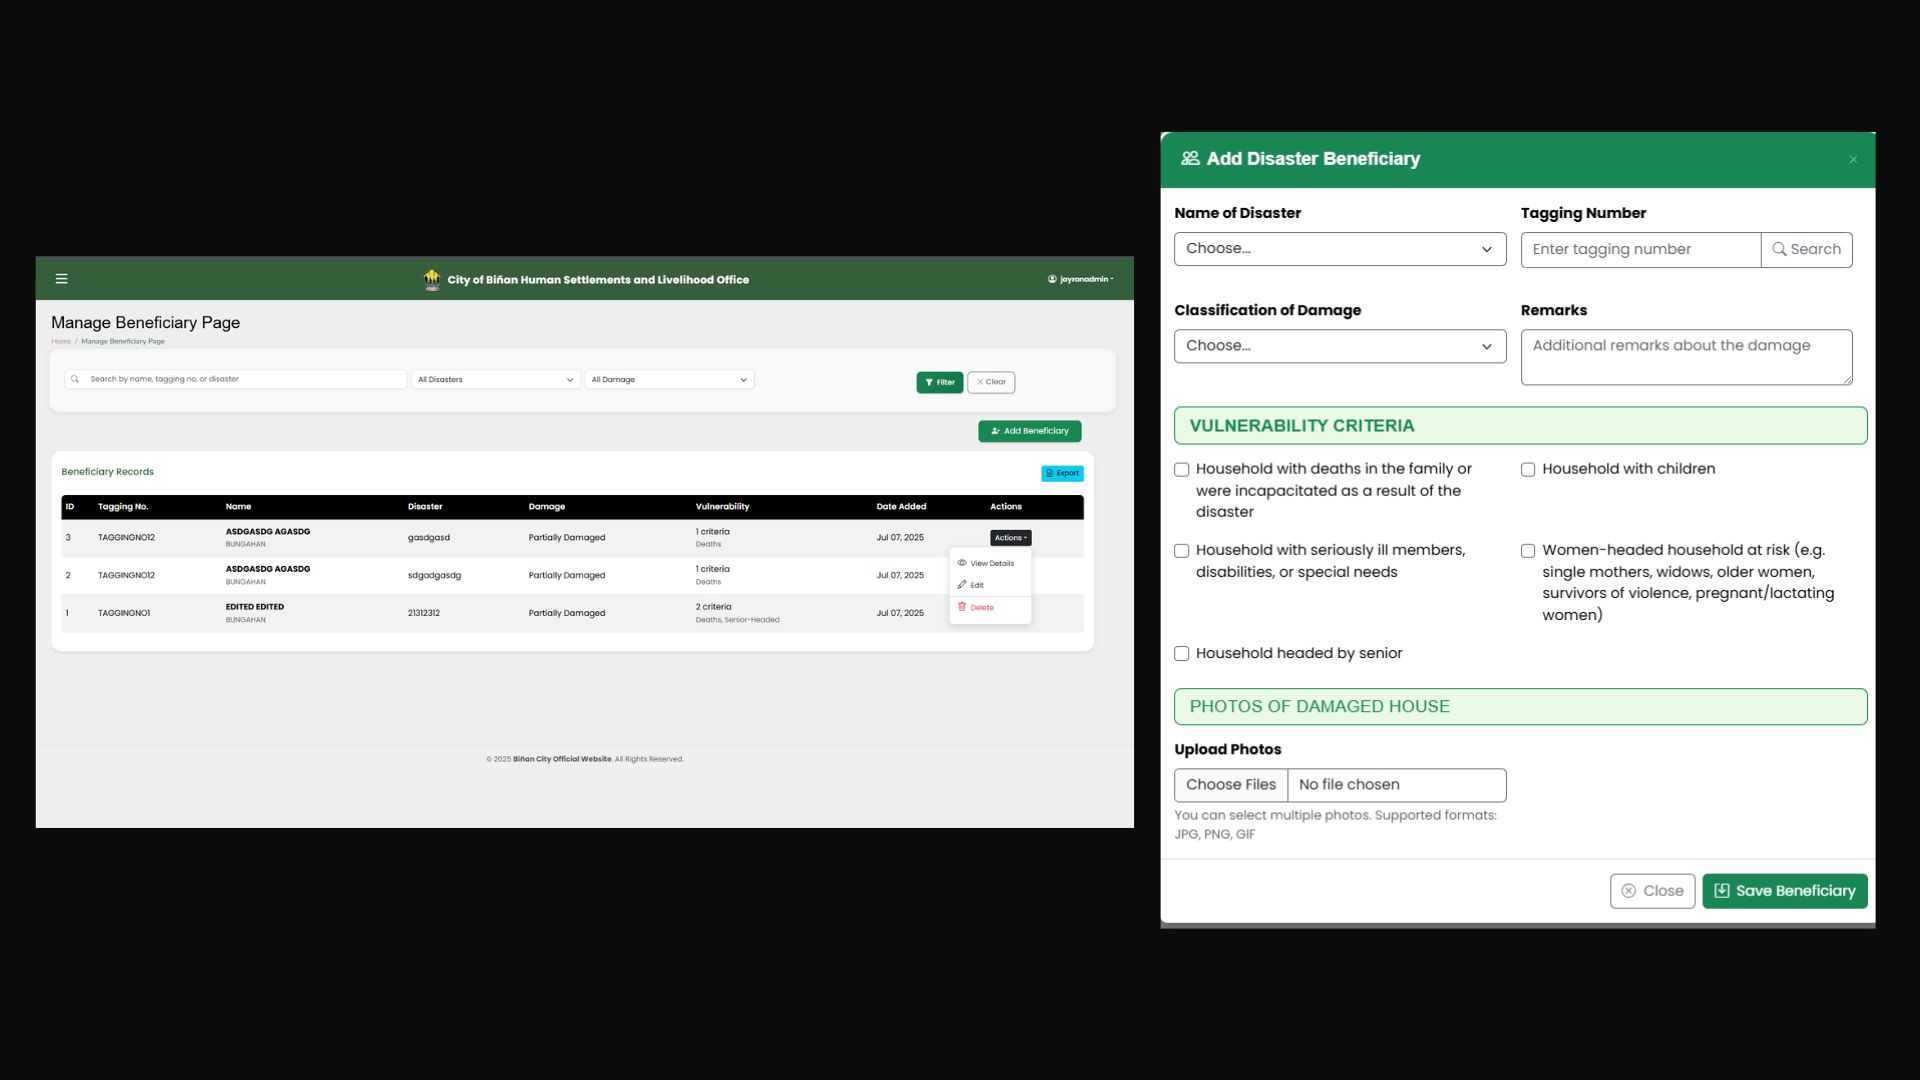 City of Biñan Human Settlements and Livelihood Office
jayronadmin
Manage Beneficiary Page
Home / Manage Beneficiary Page
Search by name, tagging no, or disaster
All Disasters
All Damage
Filter
Clear
Add Beneficiary
Beneficiary Records
Export
ID Tagging No. Name Disaster Damage Vulnerability Date Added Actions
3 TAGGINGNO12 ASDGASDG AGASDG gasdgasd Partially Damaged 1 criteria Jul 07, 2025 Actions
BUNGAHAN Deaths
View Details
2 TAGGINGNO12 ASDGASDG AGASDG sdgadgasdg Partially Damaged 1 criteria Jul 07, 2025
BUNGAHAN Deaths
Edit
1 TAGGINGNO1 EDITED EDITED 21312312 Partially Damaged 2 criteria Jul 07, 2025
BUNGAHAN Deaths, Senior-Headed
Delete
© 2025 Biñan City Official Website. All Rights Reserved.
Add Disaster Beneficiary
Name of Disaster
Choose...
Tagging Number
Enter tagging number
Search
Classification of Damage
Choose...
Remarks
Additional remarks about the damage
VULNERABILITY CRITERIA
Household with deaths in the family or
were incapacitated as a result of the
disaster
Household with children
Household with seriously ill members,
disabilities, or special needs
Women-headed household at risk (e.g.
single mothers, widows, older women,
survivors of violence, pregnant/lactating
women)
Household headed by senior
PHOTOS OF DAMAGED HOUSE
Upload Photos
Choose Files No file chosen
You can select multiple photos. Supported formats:
JPG, PNG, GIF
Close
Save Beneficiary